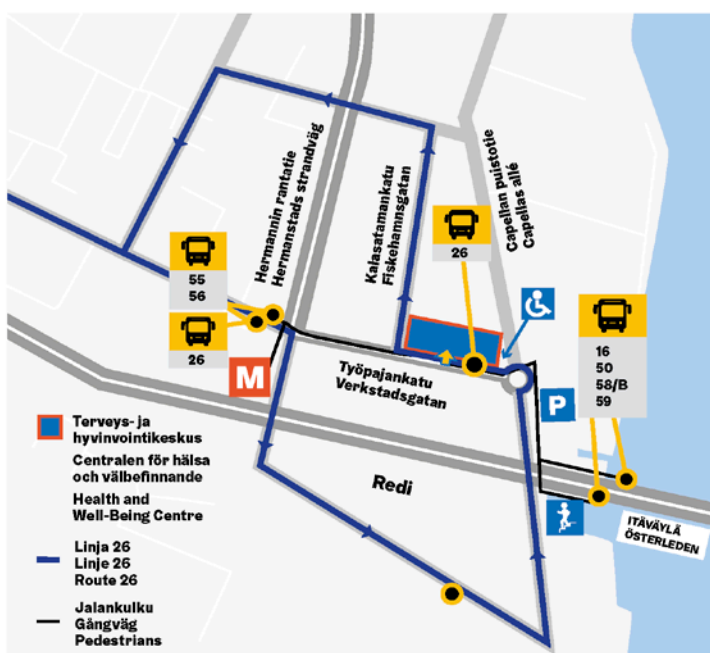 Hermannin rantatie
Hermanstads strandväg
Kalasatamankatu
Fiskehamnsgatan
Capellan puistotie
Capellas allé
55
56
26
26
16
50
58/B
59
M
P
Työpajankatu
Verkstadsgatan
Redi
ITÄVÄYLÄ
ÖSTERLEDEN
Terveys- ja
hyvinvointikeskus
Centralen för hälsa
och välbefinnande
Health and
Well-Being Centre
Linja 26
Linje 26
Route 26
Jalankulku
Gångväg
Pedestrians